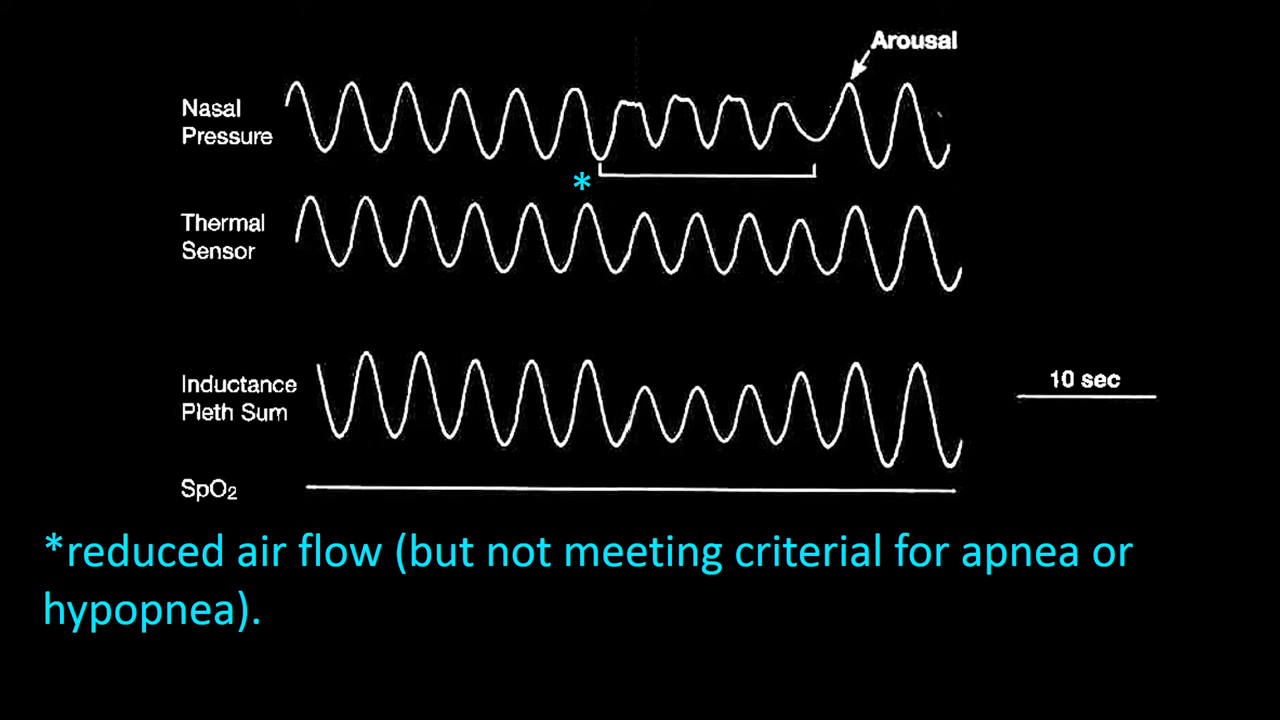 Arousal
Nasal
Pressure
*
Thermal
Sensor
Inductance
Pleth Sum
10 sec
SpO₂
*reduced air flow (but not meeting criterial for apnea or
hypopnea).